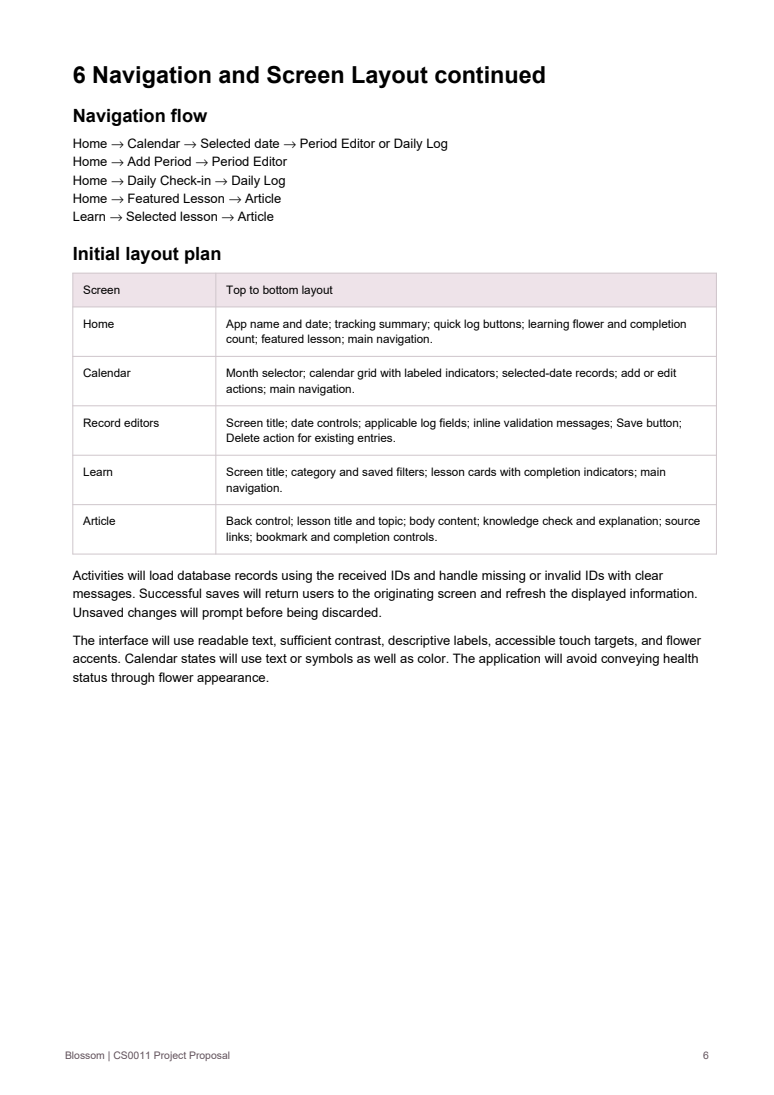 6 Navigation and Screen Layout continued
Navigation flow
Home → Calendar → Selected date → Period Editor or Daily Log
Home → Add Period → Period Editor
Home → Daily Check-in → Daily Log
Home → Featured Lesson → Article
Learn → Selected lesson → Article
Initial layout plan
Screen
Top to bottom layout
Home
App name and date; tracking summary; quick log buttons; learning flower and completion
count; featured lesson; main navigation.
Calendar
Month selector; calendar grid with labeled indicators; selected-date records; add or edit
actions; main navigation.
Record editors
Screen title; date controls; applicable log fields; inline validation messages; Save button;
Delete action for existing entries.
Learn
Screen title; category and saved filters; lesson cards with completion indicators; main
navigation.
Article
Back control; lesson title and topic; body content; knowledge check and explanation; source
links; bookmark and completion controls.
Activities will load database records using the received IDs and handle missing or invalid IDs with clear
messages. Successful saves will return users to the originating screen and refresh the displayed information.
Unsaved changes will prompt before being discarded.
The interface will use readable text, sufficient contrast, descriptive labels, accessible touch targets, and flower
accents. Calendar states will use text or symbols as well as color. The application will avoid conveying health
status through flower appearance.
Blossom | CS0011 Project Proposal
6